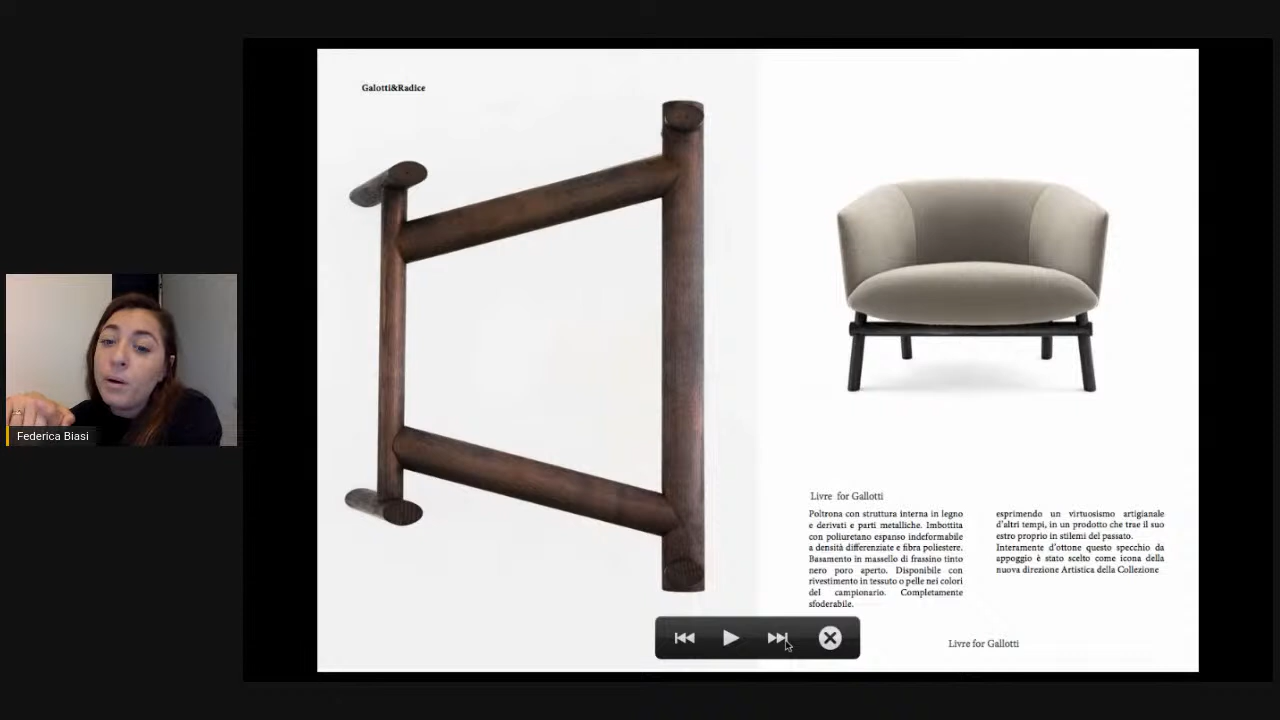 Galotti&Radice
Federica Biasi
Livre for Gallotti
Poltrona con struttura interna in legno
e derivati e parti metalliche. Imbottita
con poliuretano espanso indeformabile
a densità differenziate e fibra poliestere.
Basamento in massello di frassino tinto
nero poro aperto. Disponibile con
rivestimento in tessuto o pelle nei colori
del campionario. Completamente
sfoderabile.
esprimendo un virtuosismo artigianale
d'altri tempi, in un prodotto che trae il suo
estro proprio in stilemi del passato.
Interamente d'ottone questo specchio da
appoggio è stato scelto come icona della
nuova direzione Artistica della Collezione
Livre for Gallotti